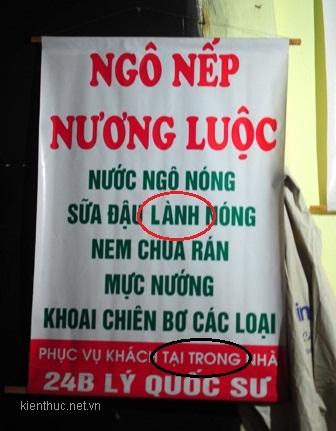 NGÔ NẾP
NƯƠNG LUỘC
NƯỚC NGÔ NÓNG
SỮA ĐẬU LÀNH NÓNG
NEM CHUA RÁN
MỰC NƯỚNG
KHOAI CHIÊN BƠ CÁC LOẠI
PHỤC VỤ KHÁCH TẠI TRONG NHÀ
24B LÝ QUỐC SƯ
kienthuc.net.vn